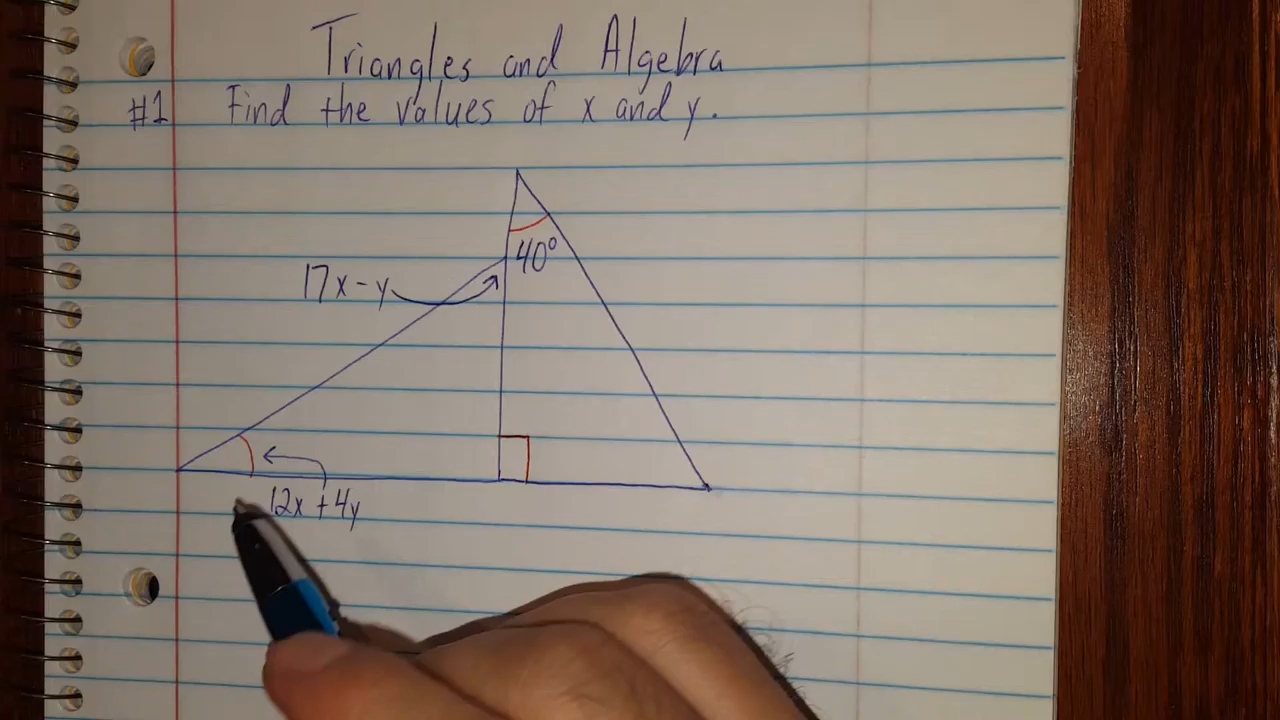 Triangles and Algebra
#1 Find the values of x and y.
40°
17x-y
12x+4y